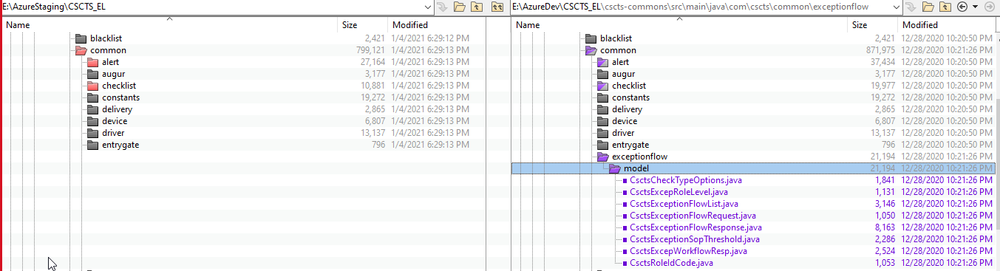 E:\AzureStaging\CSCTS_EL
Name Size Modified
blacklist 2,421 1/4/2021 6:29:12 PM
common 799,121 1/4/2021 6:29:13 PM
alert 27,164 1/4/2021 6:29:13 PM
augur 3,177 1/4/2021 6:29:13 PM
checklist 10,881 1/4/2021 6:29:13 PM
constants 19,272 1/4/2021 6:29:13 PM
delivery 2,865 1/4/2021 6:29:13 PM
device 6,807 1/4/2021 6:29:13 PM
driver 13,137 1/4/2021 6:29:13 PM
entrygate 796 1/4/2021 6:29:13 PM
E:\AzureDev\CSCTS_EL\cscts-commons\src\main\java\com\cscts\common\exceptionflow
Name Size Modified
blacklist 2,421 12/28/2020 10:20:50 PM
common 871,975 12/28/2020 10:21:26 PM
alert 37,434 12/28/2020 10:20:50 PM
augur 3,177 12/28/2020 10:20:50 PM
checklist 19,977 12/28/2020 10:20:50 PM
constants 19,272 12/28/2020 10:20:50 PM
delivery 2,865 12/28/2020 10:20:50 PM
device 6,807 12/28/2020 10:20:50 PM
driver 13,137 12/28/2020 10:20:50 PM
entrygate 796 12/28/2020 10:20:50 PM
exceptionflow 21,194 12/28/2020 10:21:26 PM
model 21,194 12/28/2020 10:21:26 PM
CsctsCheckTypeOptions.java 1,841 12/28/2020 10:21:26 PM
CsctsExcepRoleLevel.java 1,131 12/28/2020 10:21:26 PM
CsctsExceptionFlowList.java 3,146 12/28/2020 10:21:26 PM
CsctsExceptionFlowRequest.java 1,050 12/28/2020 10:21:26 PM
CsctsExceptionFlowResponse.java 8,163 12/28/2020 10:21:26 PM
CsctsExceptionSopThreshold.java 2,286 12/28/2020 10:21:26 PM
CsctsExcepWorkflowResp.java 2,524 12/28/2020 10:21:26 PM
CsctsRoleIdCode.java 1,053 12/28/2020 10:21:26 PM